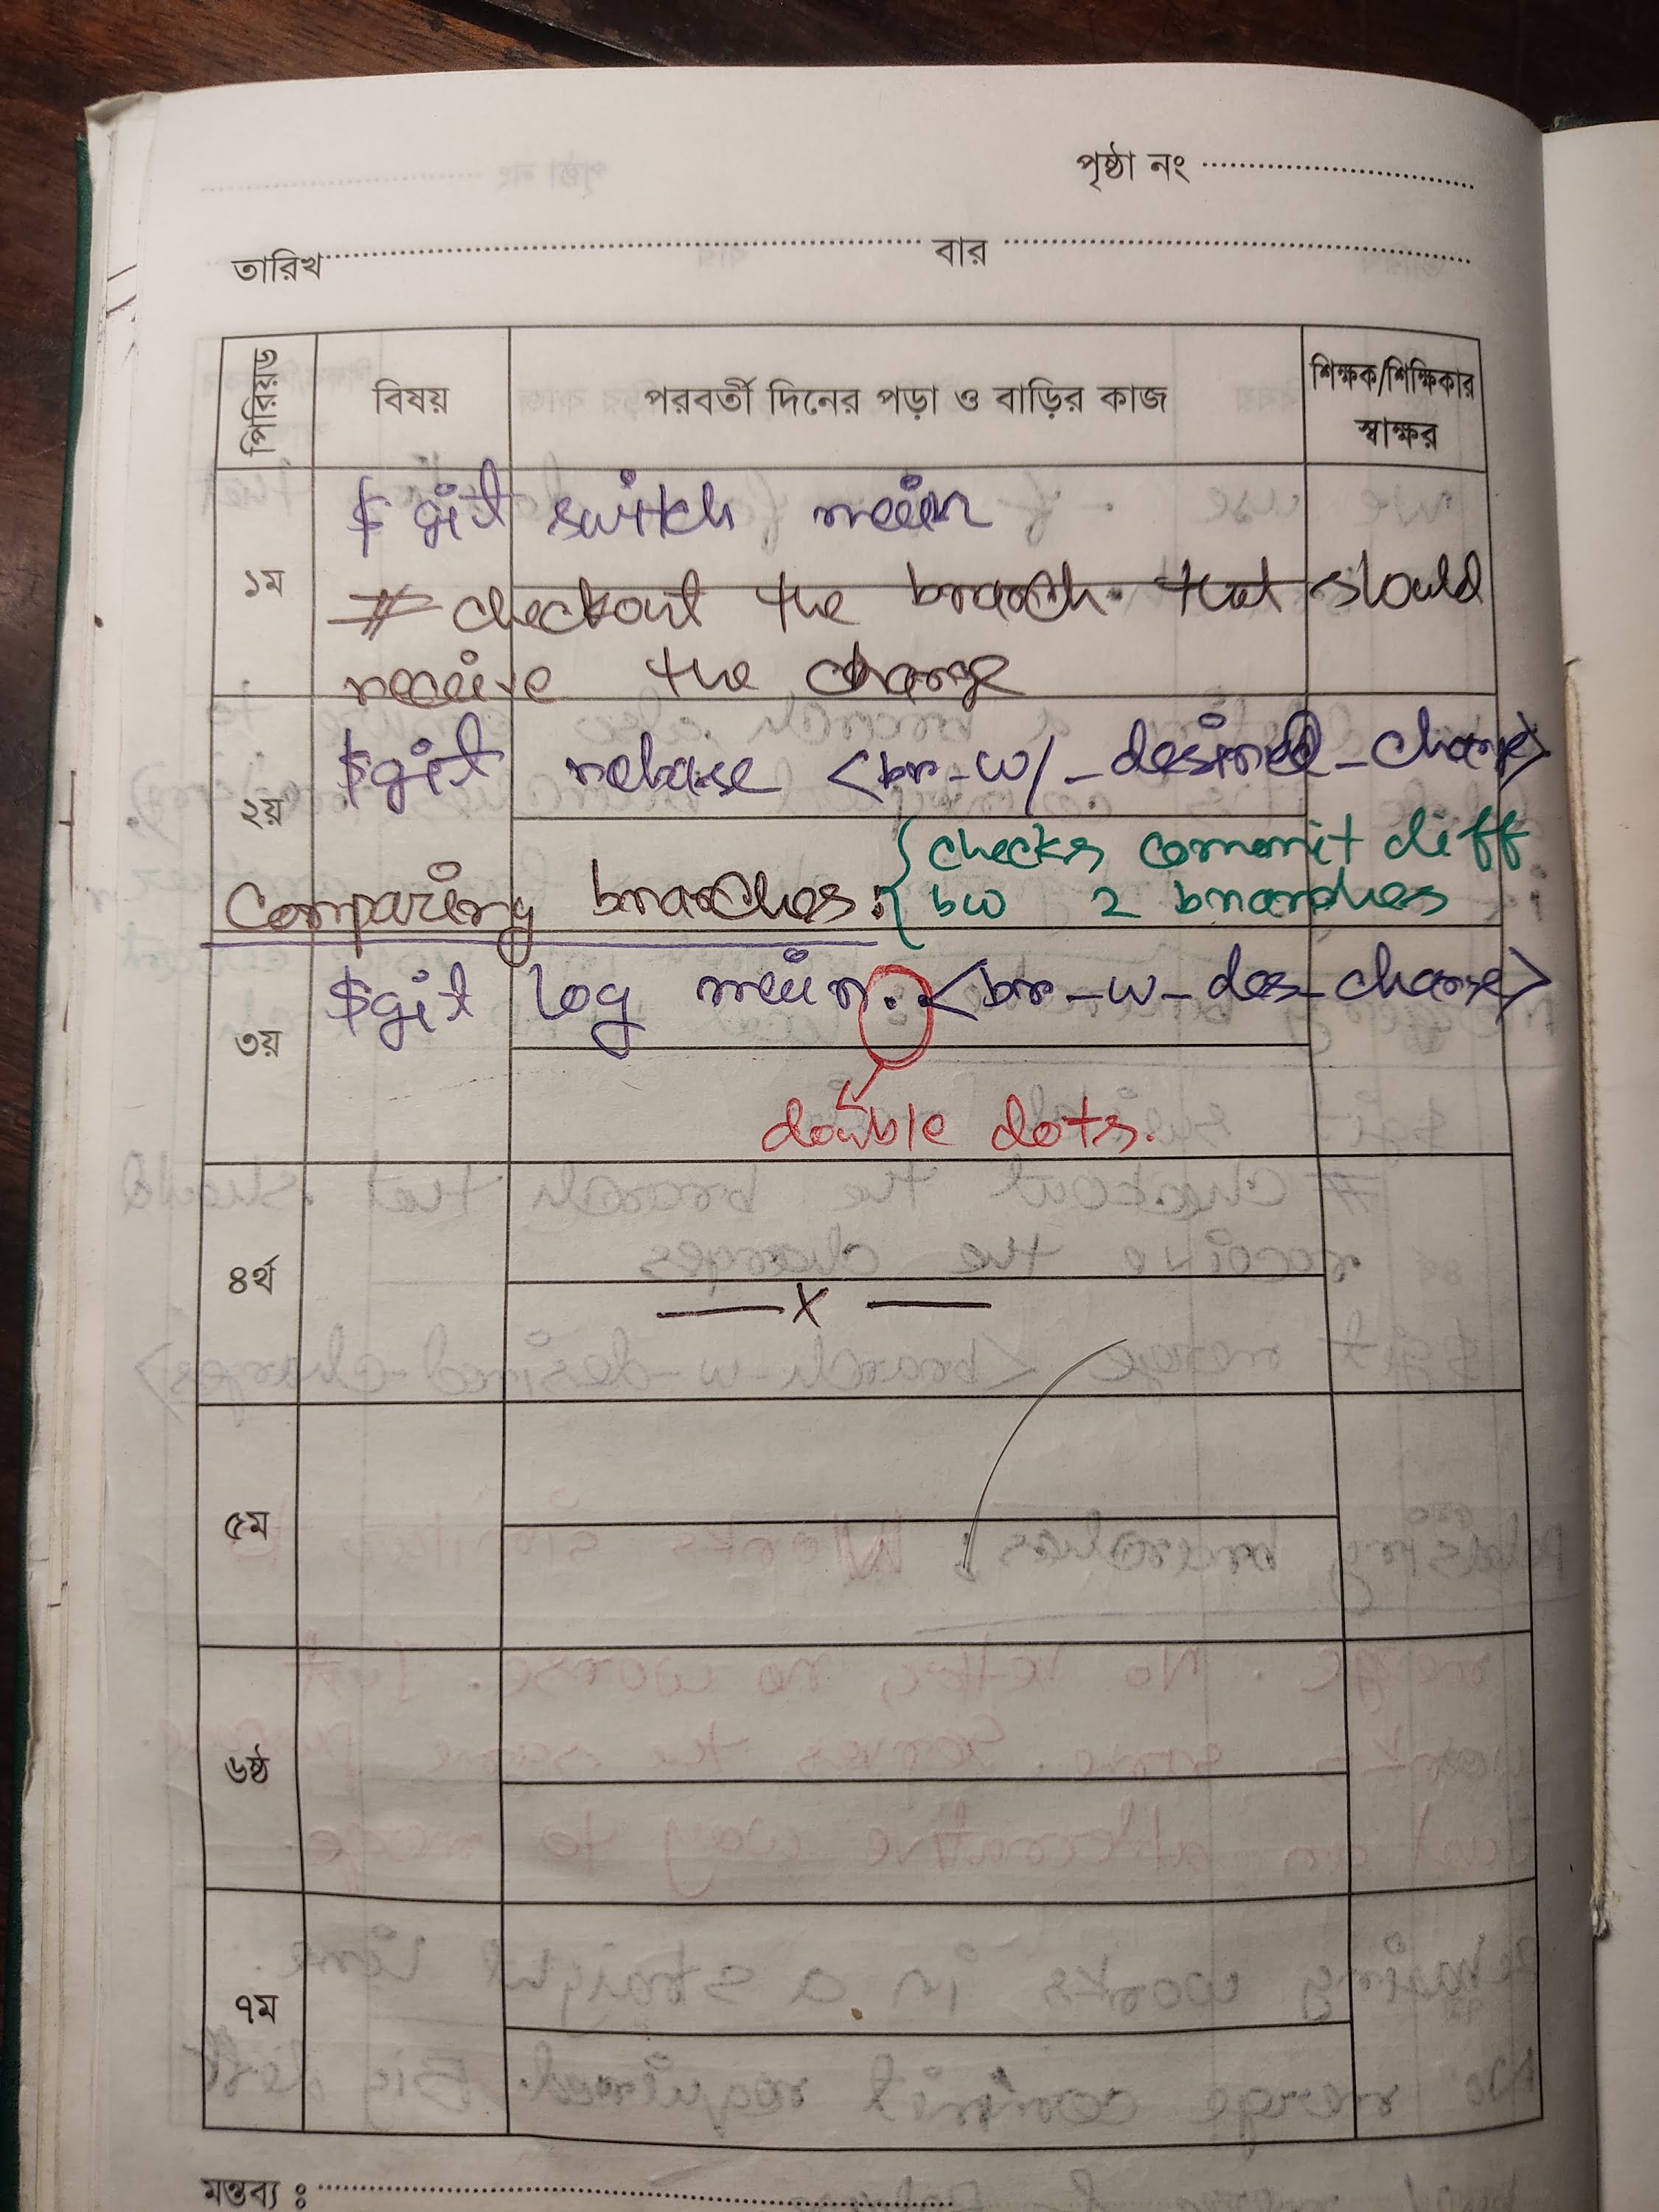 পৃষ্ঠা নং
তারিখ বার
পিরিয়ড বিষয় পরবর্তী দিনের পড়া ও বাড়ির কাজ শিক্ষক/শিক্ষিকার স্বাক্ষর
১ম
$ git switch main
# checkout the branch that should
receive the change
২য়
$git rebase <br-w/-desired-change>
Comparing branches: { checks commit diff
bw 2 branches
৩য়
$git log main..<br-w-des-change>
double dots.
৪র্থ
—x—
৫ম
৬ষ্ঠ
৭ম
মন্তব্য ঃ